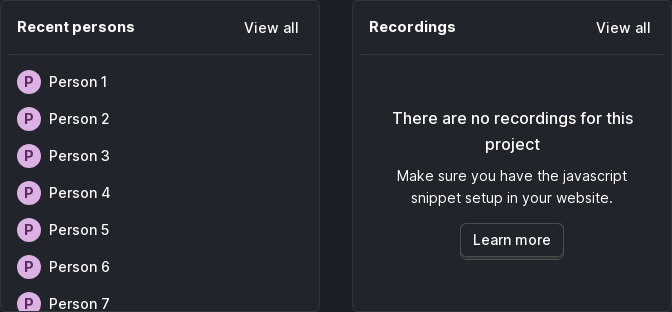 Recent persons
View all
P Person 1
P Person 2
P Person 3
P Person 4
P Person 5
P Person 6
P Person 7
Recordings
View all
There are no recordings for this
project
Make sure you have the javascript
snippet setup in your website.
Learn more